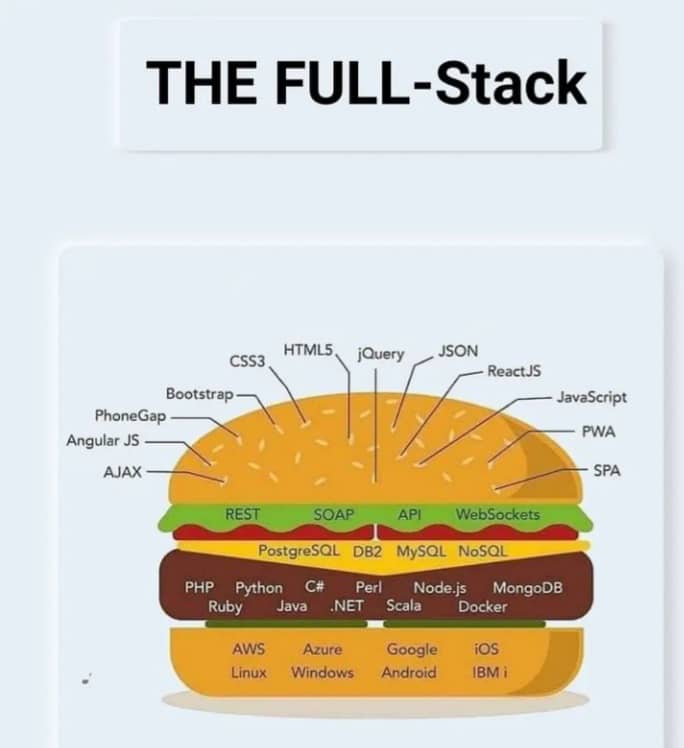 THE FULL-Stack
HTML5 jQuery JSON
CSS3 ReactJS
Bootstrap JavaScript
PhoneGap PWA
Angular JS
AJAX SPA
REST SOAP API WebSockets
PostgreSQL DB2 MySQL NoSQL
PHP Python C# Perl Node.js MongoDB
Ruby Java .NET Scala Docker
AWS Azure Google iOS
Linux Windows Android IBM i